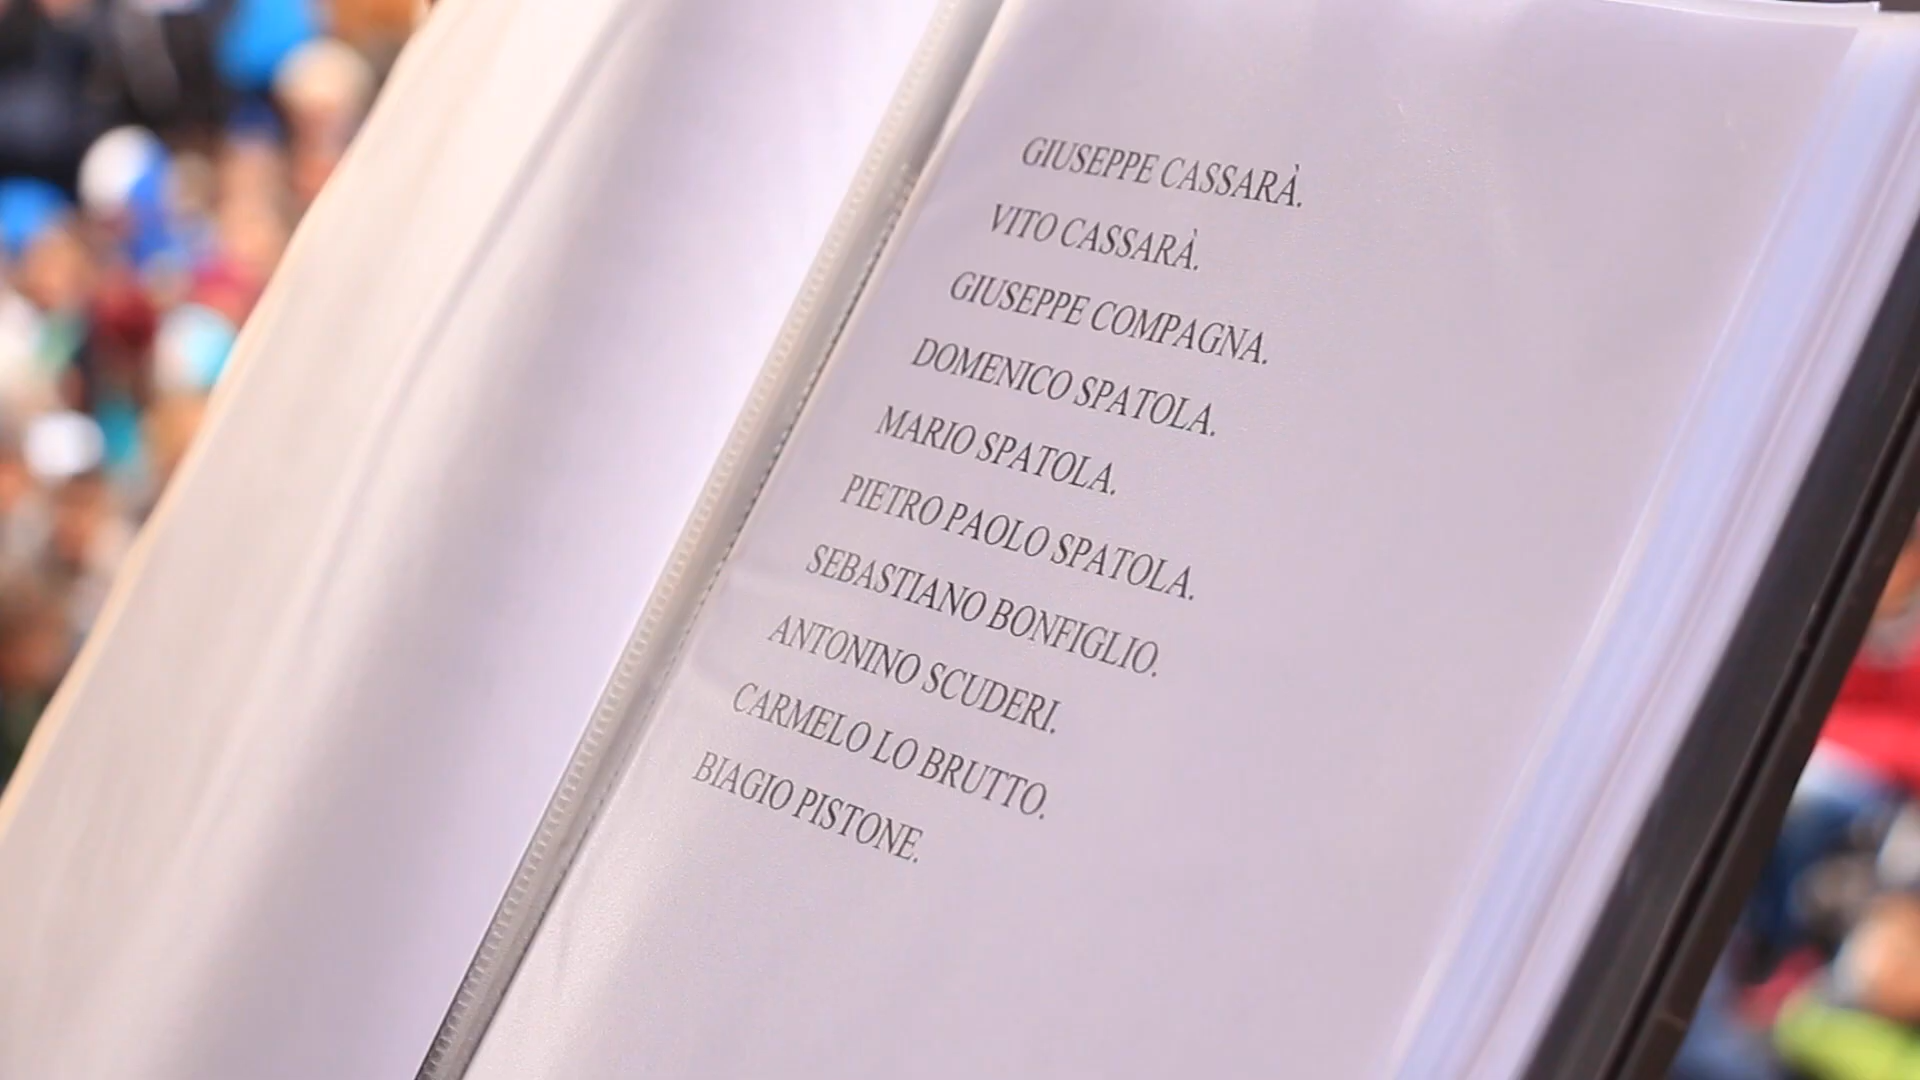 GIUSEPPE CASSARÀ.
VITO CASSARÀ.
GIUSEPPE COMPAGNA.
DOMENICO SPATOLA.
MARIO SPATOLA.
PIETRO PAOLO SPATOLA.
SEBASTIANO BONFIGLIO.
ANTONINO SCUDERI.
CARMELO LO BRUTTO.
BIAGIO PISTONE.